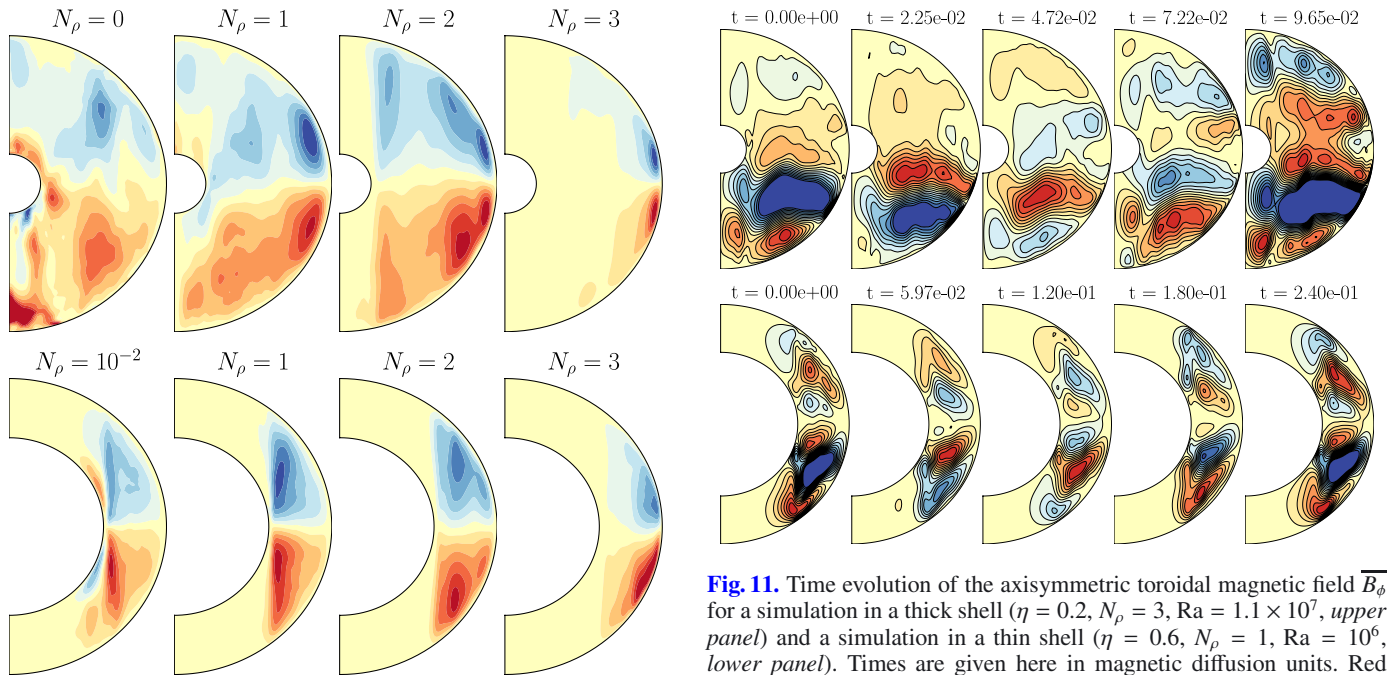 N_ρ = 0 N_ρ = 1 N_ρ = 2 N_ρ = 3
N_ρ = 10⁻² N_ρ = 1 N_ρ = 2 N_ρ = 3
t = 0.00e+00 t = 2.25e-02 t = 4.72e-02 t = 7.22e-02 t = 9.65e-02
t = 0.00e+00 t = 5.97e-02 t = 1.20e-01 t = 1.80e-01 t = 2.40e-01
Fig. 11. Time evolution of the axisymmetric toroidal magnetic field \overline{B_ϕ}
for a simulation in a thick shell (η = 0.2, N_ρ = 3, Ra = 1.1 × 10⁷, upper
panel) and a simulation in a thin shell (η = 0.6, N_ρ = 1, Ra = 10⁶,
lower panel). Times are given here in magnetic diffusion units. Red